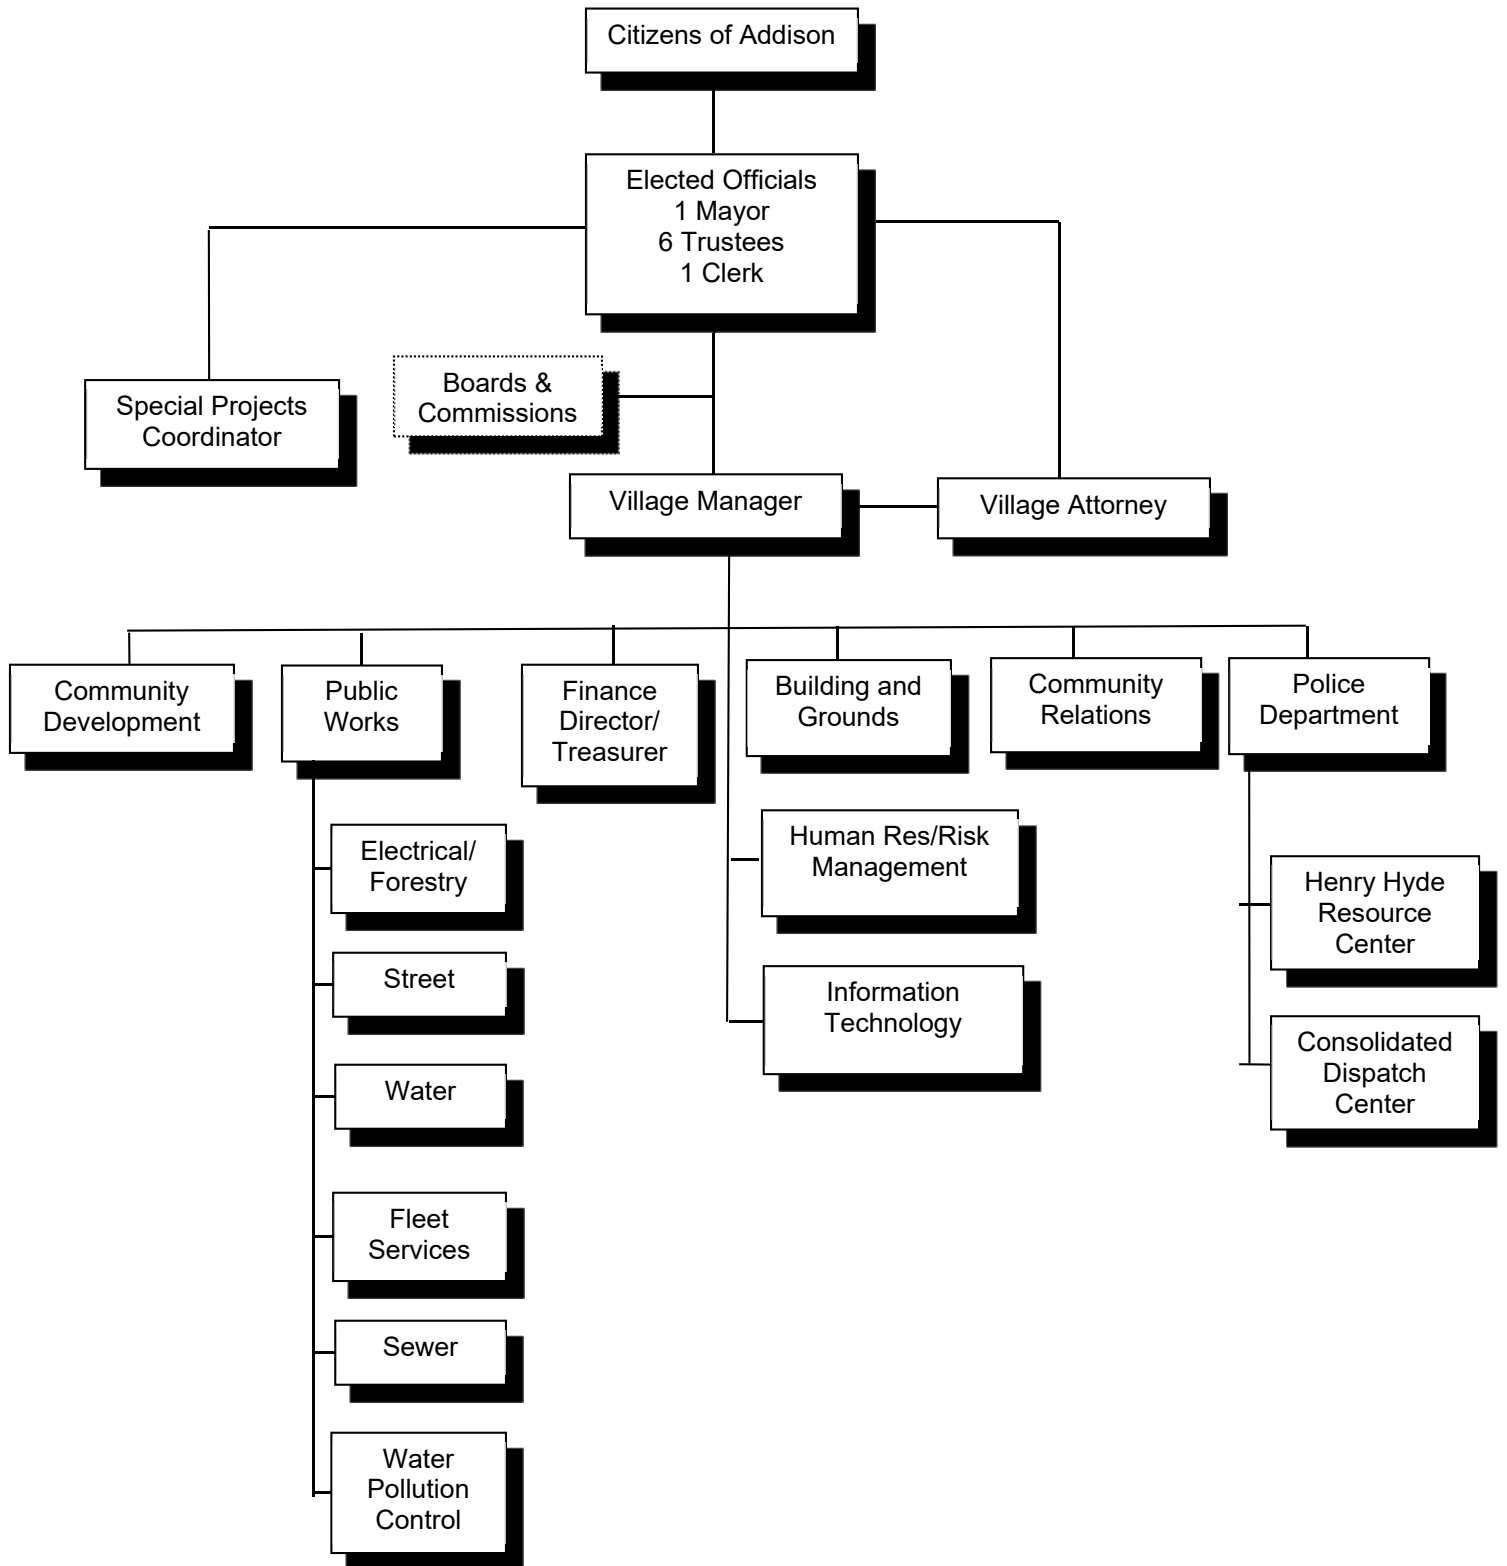 Citizens of Addison
Elected Officials
1 Mayor
6 Trustees
1 Clerk
Boards &
Commissions
Special Projects
Coordinator
Village Manager
Village Attorney
Community
Development
Public
Works
Finance
Director/
Treasurer
Building and
Grounds
Community
Relations
Police
Department
Electrical/
Forestry
Street
Water
Fleet
Services
Sewer
Water
Pollution
Control
Human Res/Risk
Management
Information
Technology
Henry Hyde
Resource
Center
Consolidated
Dispatch
Center